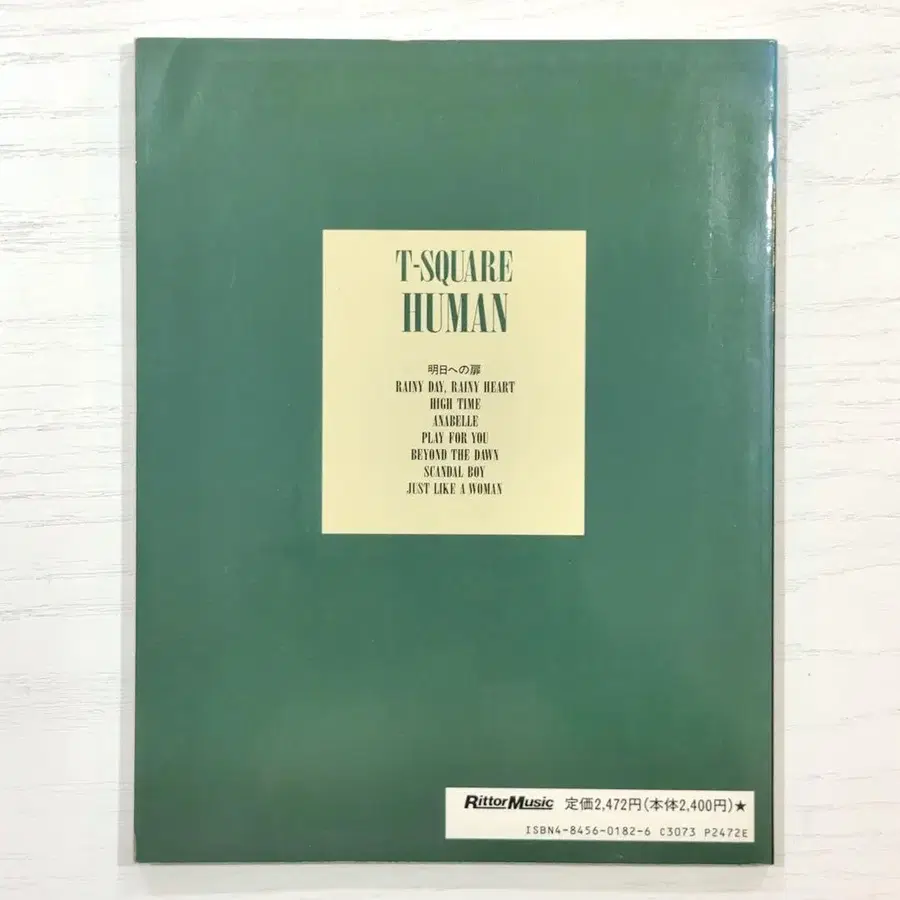 T-SQUARE
HUMAN
明日への扉
RAINY DAY, RAINY HEART
HIGH TIME
ANABELLE
PLAY FOR YOU
BEYOND THE DAWN
SCANDAL BOY
JUST LIKE A WOMAN
RittorMusic 定価2,472円(本体2,400円)★
ISBN4-8456-0182-6 C3073 P2472E